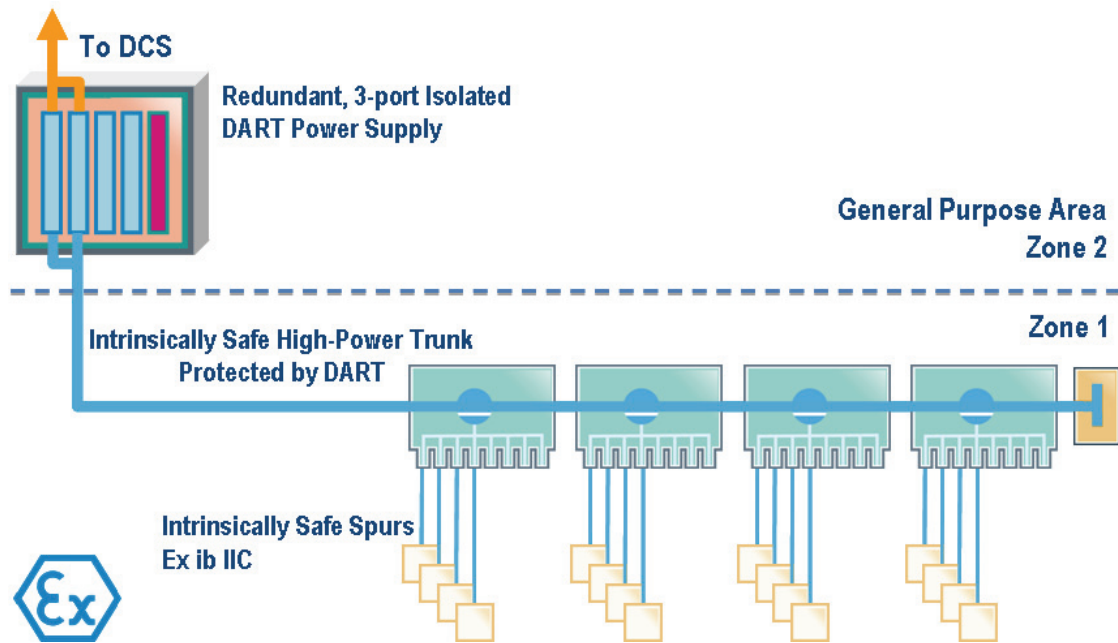 To DCS
Redundant, 3-port Isolated
DART Power Supply
General Purpose Area
Zone 2
Zone 1
Intrinsically Safe High-Power Trunk
Protected by DART
Intrinsically Safe Spurs
Ex ib IIC
Ex